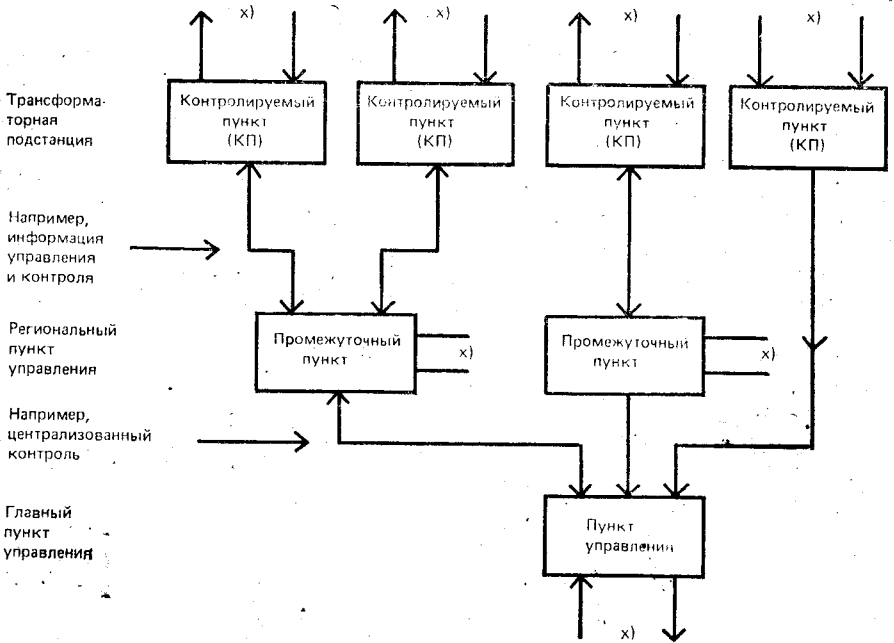 х) х) х) х)
Трансформа-
торная
подстанция
Контролируемый
пункт
(КП)
Контролируемый
пункт
(КП)
Контролируемый
пункт
(КП)
Контролируемый
пункт
(КП)
Например,
информация
управления
и контроля
Региональный
пункт
управления
Промежуточный
пункт
х)
Промежуточный
пункт
х)
Например,
централизованный
контроль
Главный
пункт
управления
Пункт
управления
х)